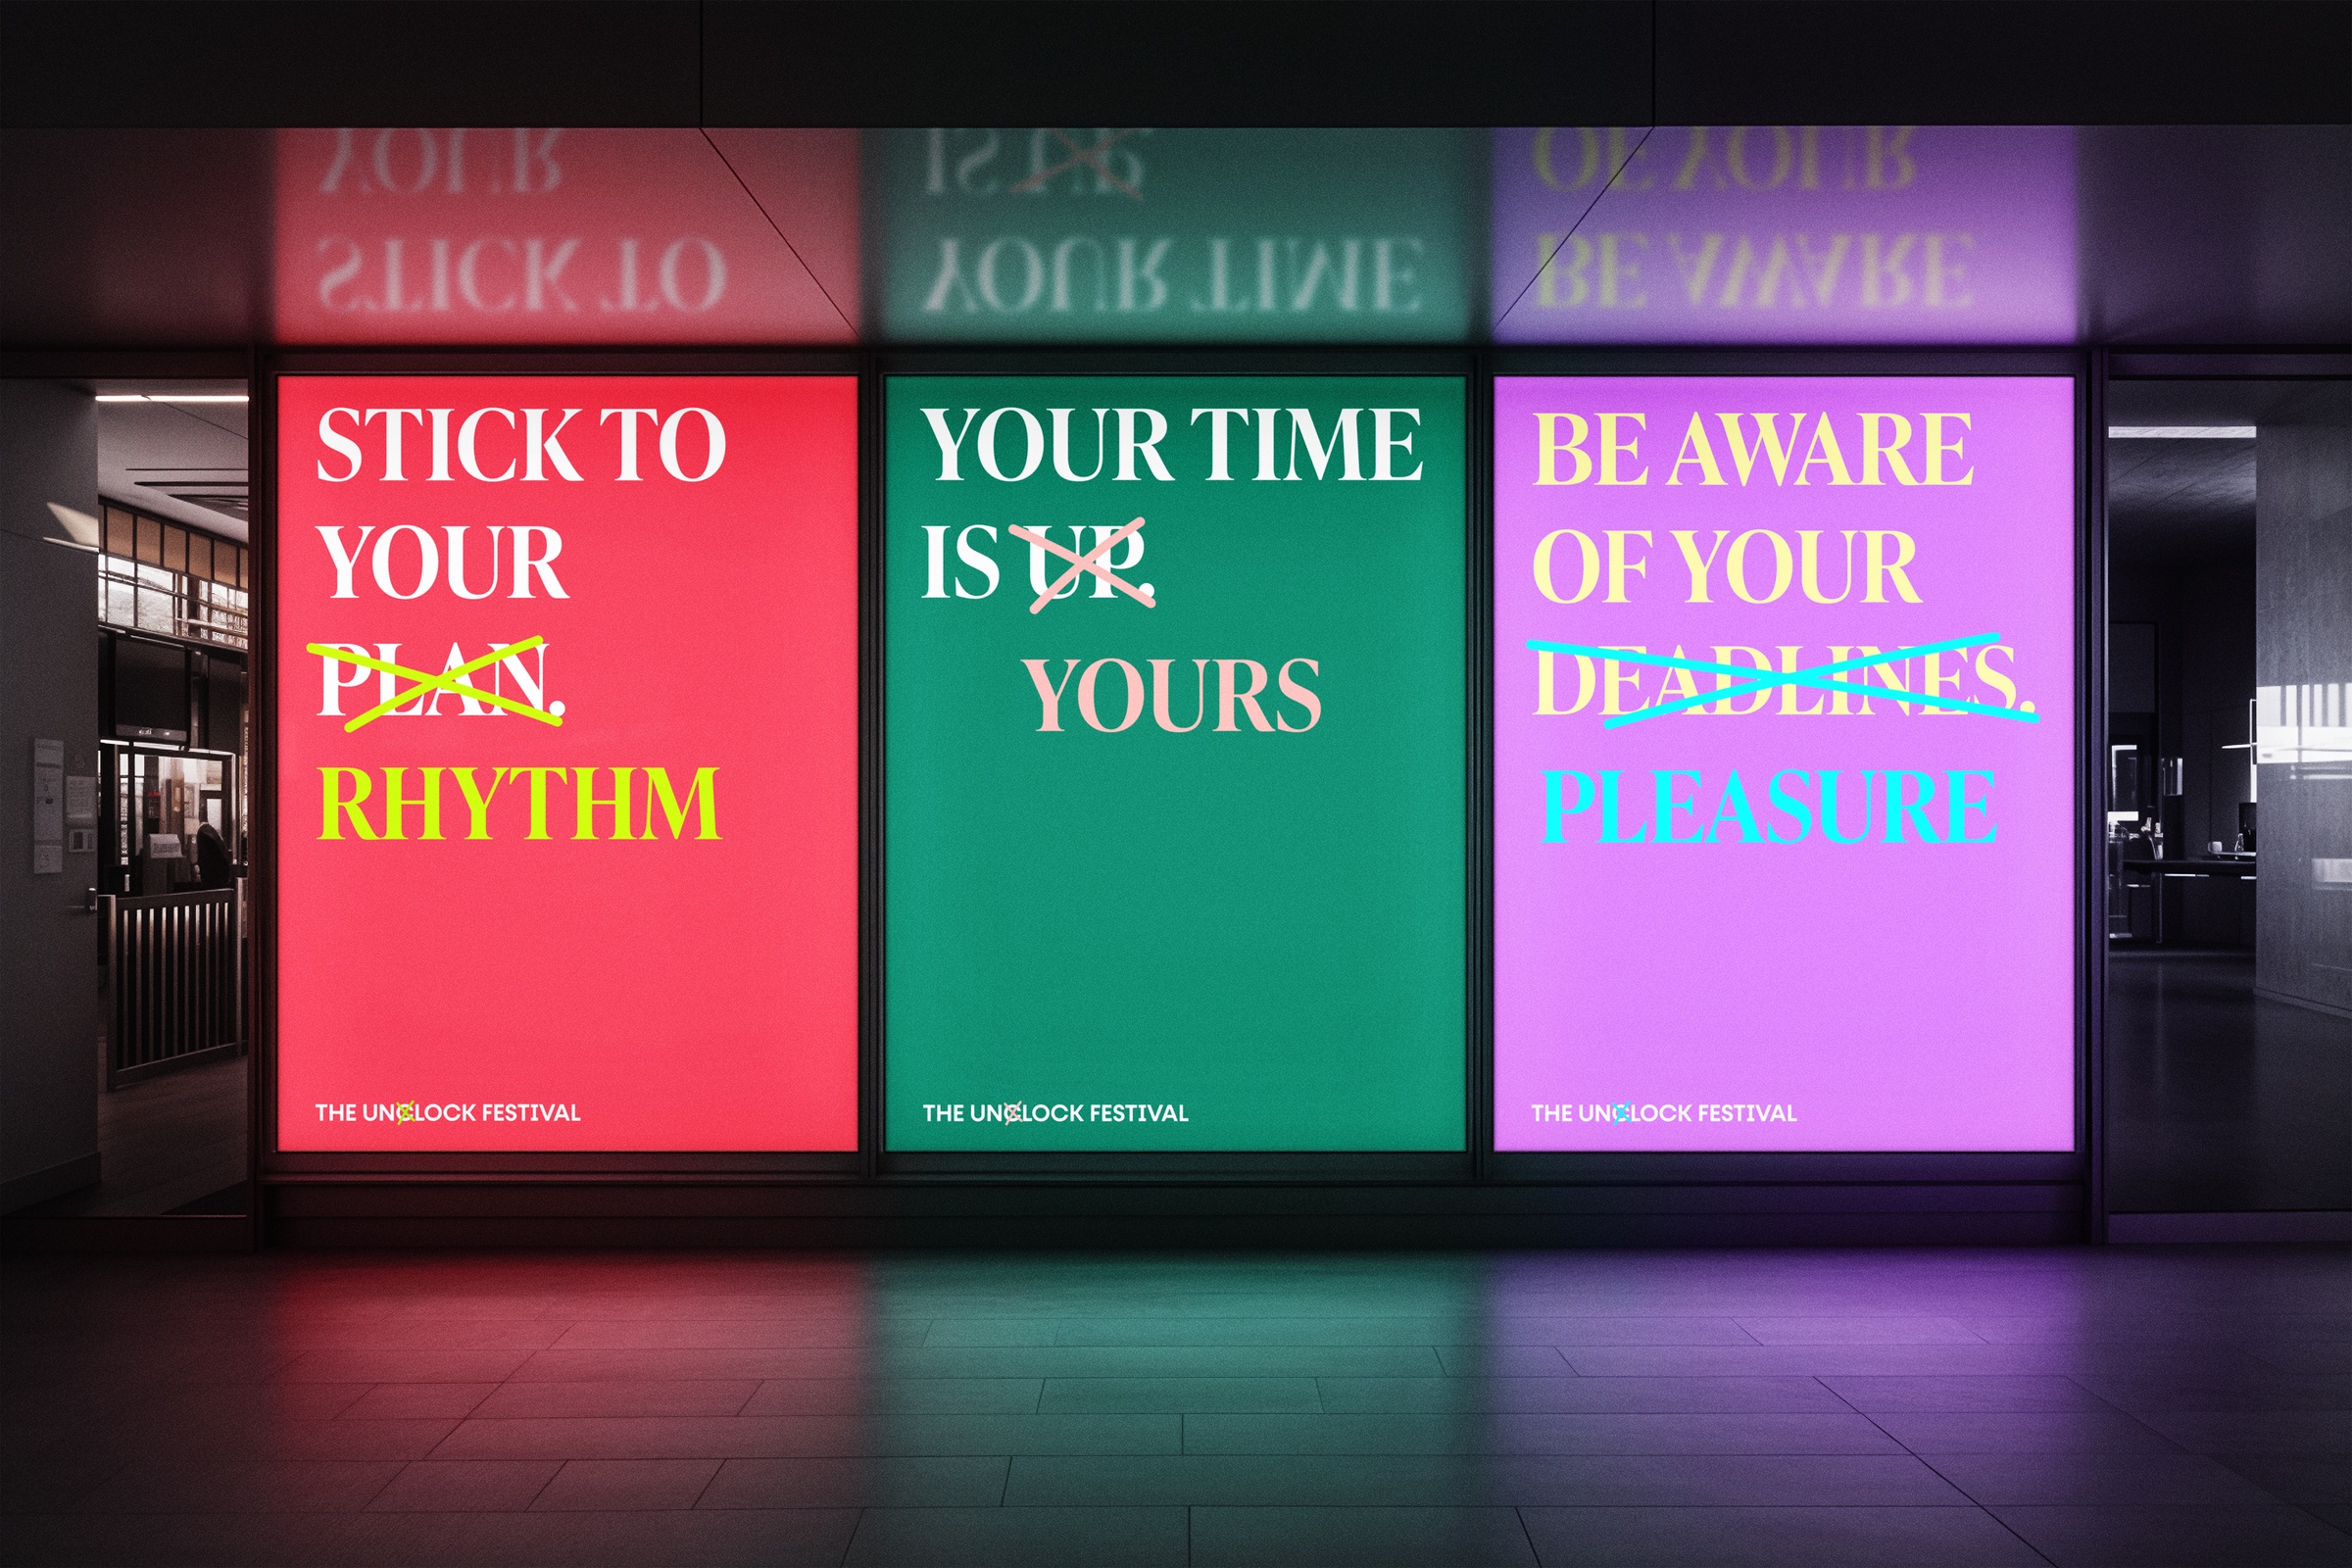 STICK TO
YOUR
PLAN.
RHYTHM
THE UNCLOCK FESTIVAL
YOUR TIME
IS UP.
YOURS
THE UNCLOCK FESTIVAL
BE AWARE
OF YOUR
DEADLINES.
PLEASURE
THE UNCLOCK FESTIVAL